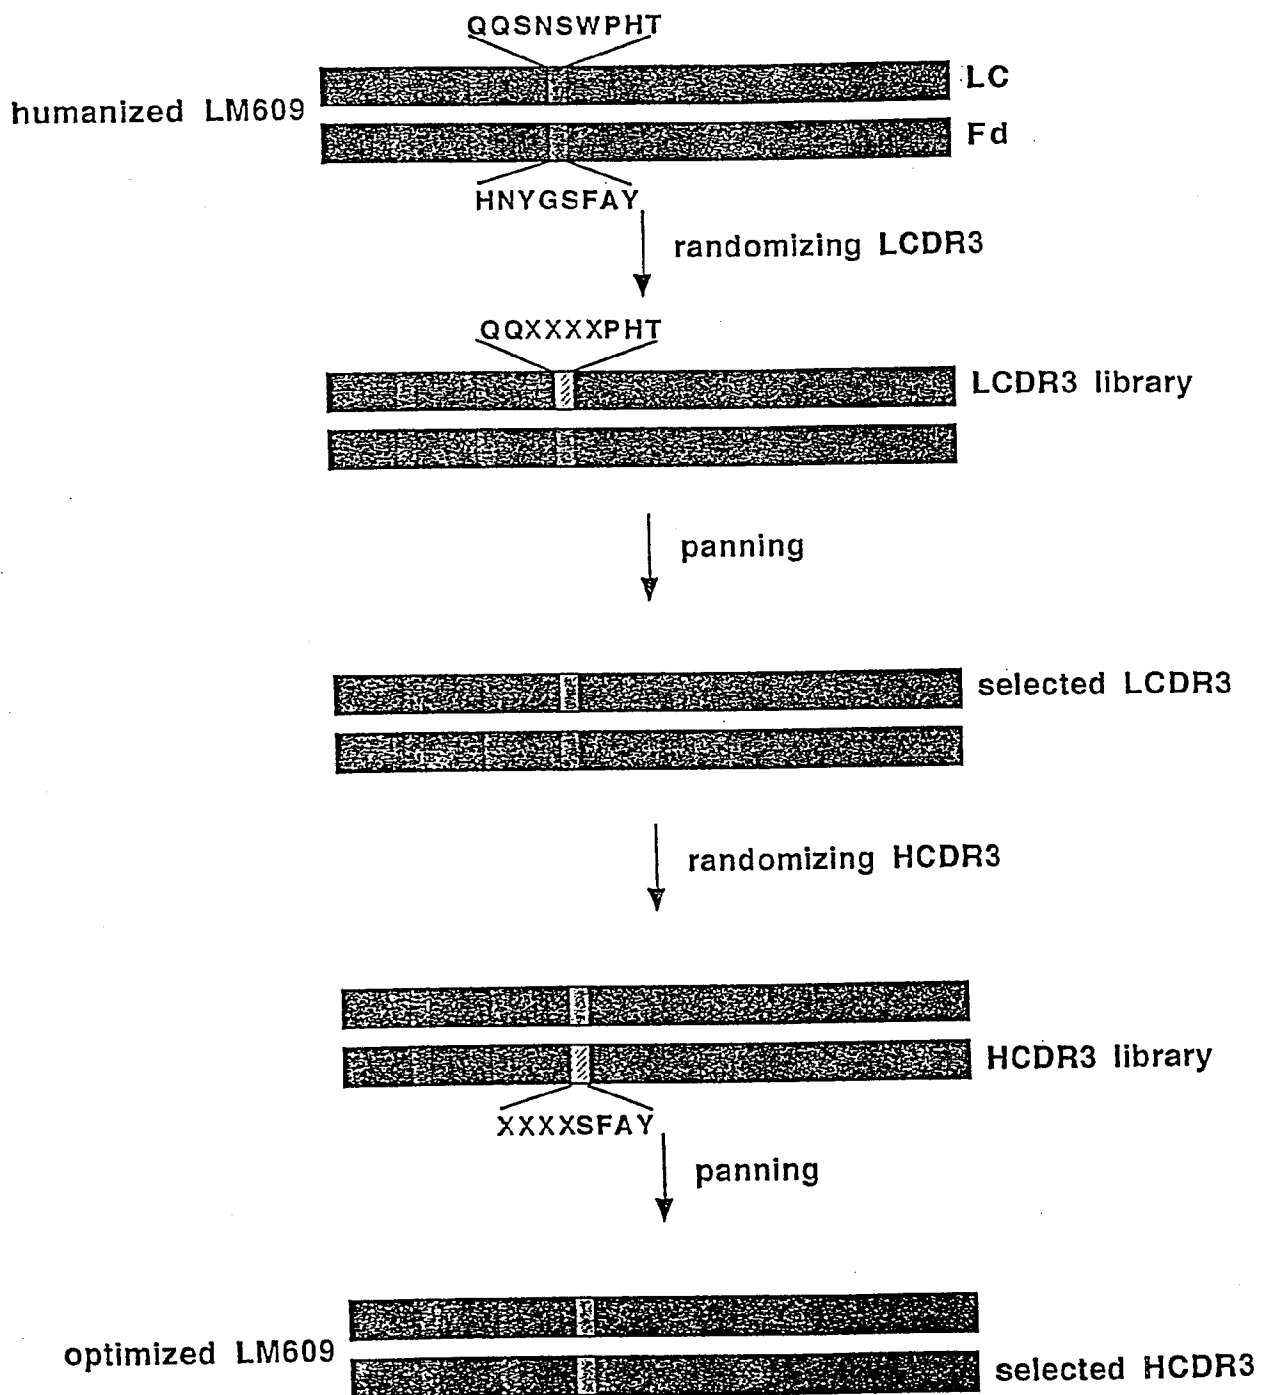 QQSNSWPHT
LC
humanized LM609
Fd
HNYGSFAY
randomizing LCDR3
QQXXXXPHT
LCDR3 library
panning
selected LCDR3
randomizing HCDR3
HCDR3 library
XXXXSFAY
panning
optimized LM609
selected HCDR3